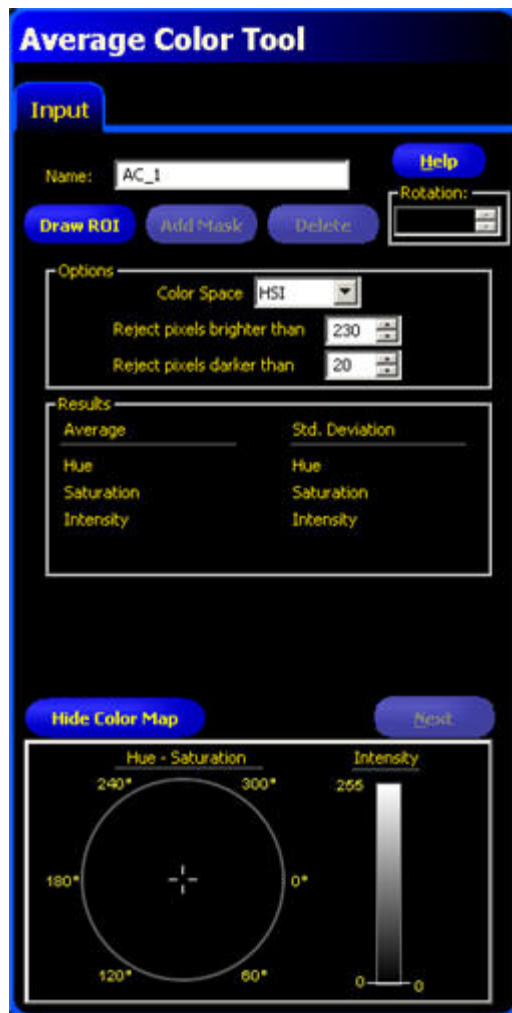 Average Color Tool
Input
Help
Name: AC_1
Rotation:
Draw ROI Add Mask Delete
Options
Color Space HSI
Reject pixels brighter than 230
Reject pixels darker than 20
Results
Average Std. Deviation
Hue Hue
Saturation Saturation
Intensity Intensity
Hide Color Map Next
Hue - Saturation Intensity
240° 300° 255
180° 0°
120° 60° 0 0